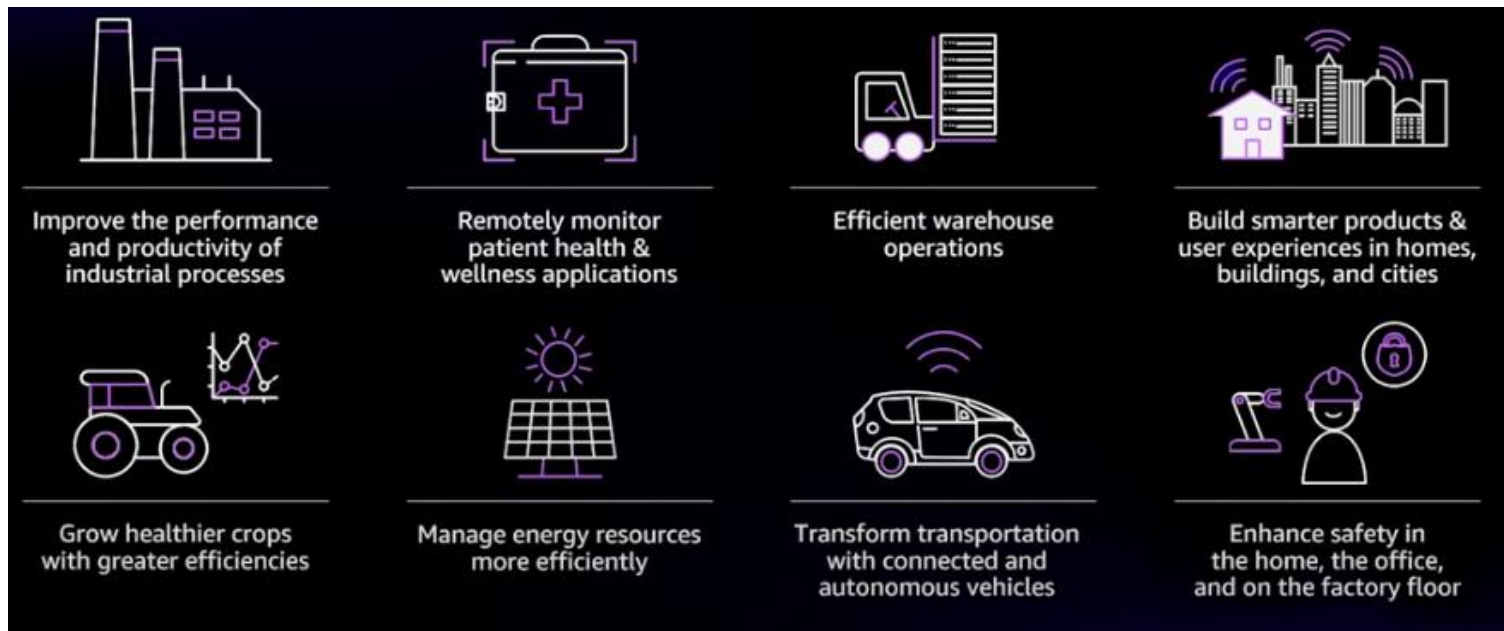 Improve the performance
and productivity of
industrial processes
Remotely monitor
patient health &
wellness applications
Efficient warehouse
operations
Build smarter products &
user experiences in homes,
buildings, and cities
Grow healthier crops
with greater efficiencies
Manage energy resources
more efficiently
Transform transportation
with connected and
autonomous vehicles
Enhance safety in
the home, the office,
and on the factory floor